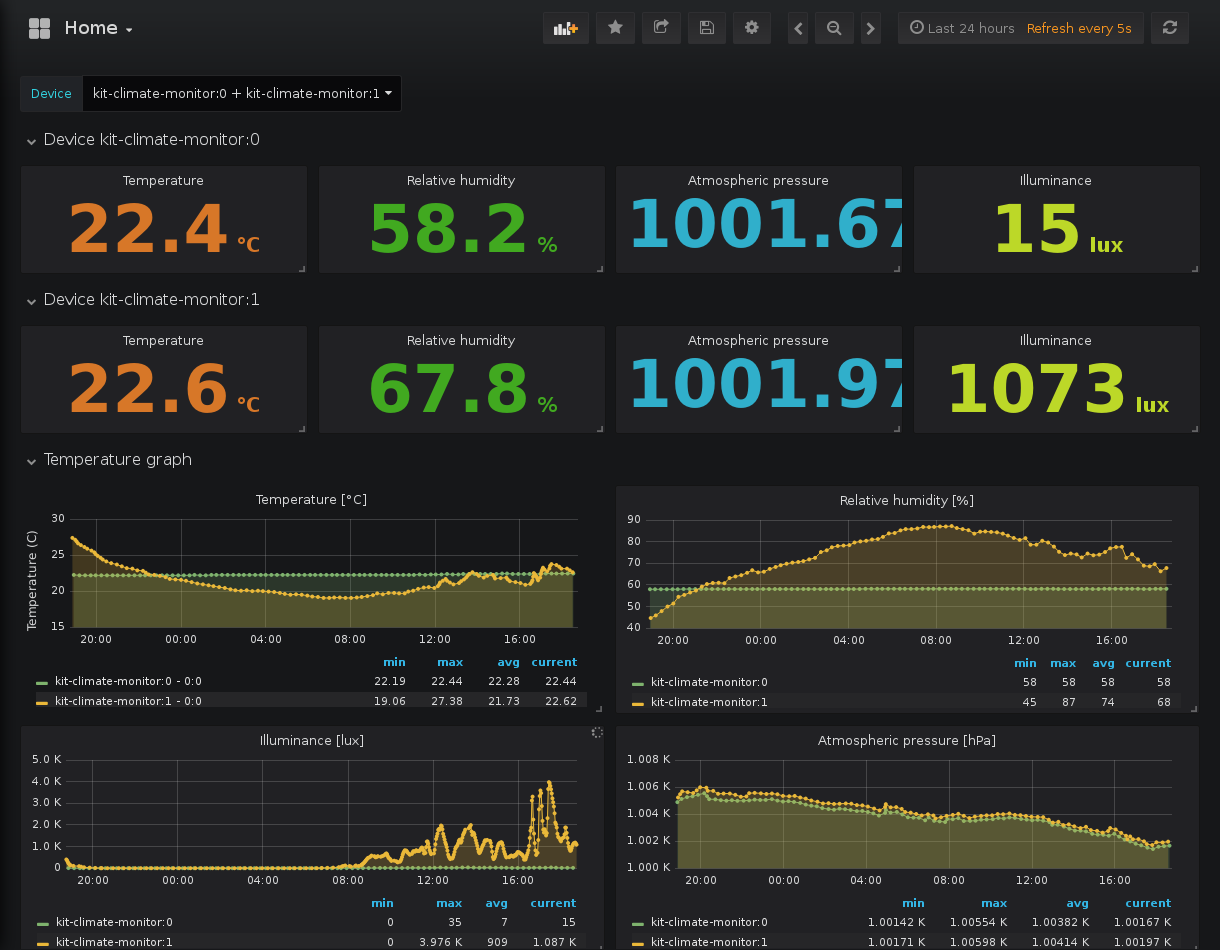 Home
Last 24 hours Refresh every 5s
Device kit-climate-monitor:0 + kit-climate-monitor:1
Device kit-climate-monitor:0
Temperature Relative humidity Atmospheric pressure Illuminance
22.4 °C 58.2 % 1001.67 15 lux
Device kit-climate-monitor:1
Temperature Relative humidity Atmospheric pressure Illuminance
22.6 °C 67.8 % 1001.97 1073 lux
Temperature graph
Temperature [°C]
Temperature (C)
30
25
20
15
20:00 00:00 04:00 08:00 12:00 16:00
min max avg current
kit-climate-monitor:0 - 0:0 22.19 22.44 22.28 22.44
kit-climate-monitor:1 - 0:0 19.06 27.38 21.73 22.62
Relative humidity [%]
90
80
70
60
50
40
20:00 00:00 04:00 08:00 12:00 16:00
min max avg current
kit-climate-monitor:0 58 58 58 58
kit-climate-monitor:1 45 87 74 68
Illuminance [lux]
5.0 K
4.0 K
3.0 K
2.0 K
1.0 K
0
20:00 00:00 04:00 08:00 12:00 16:00
min max avg current
kit-climate-monitor:0 0 35 7 15
kit-climate-monitor:1 0 3.976 K 909 1.087 K
Atmospheric pressure [hPa]
1.008 K
1.006 K
1.004 K
1.002 K
1.000 K
20:00 00:00 04:00 08:00 12:00 16:00
min max avg current
kit-climate-monitor:0 1.00142 K 1.00554 K 1.00382 K 1.00167 K
kit-climate-monitor:1 1.00171 K 1.00598 K 1.00414 K 1.00197 K